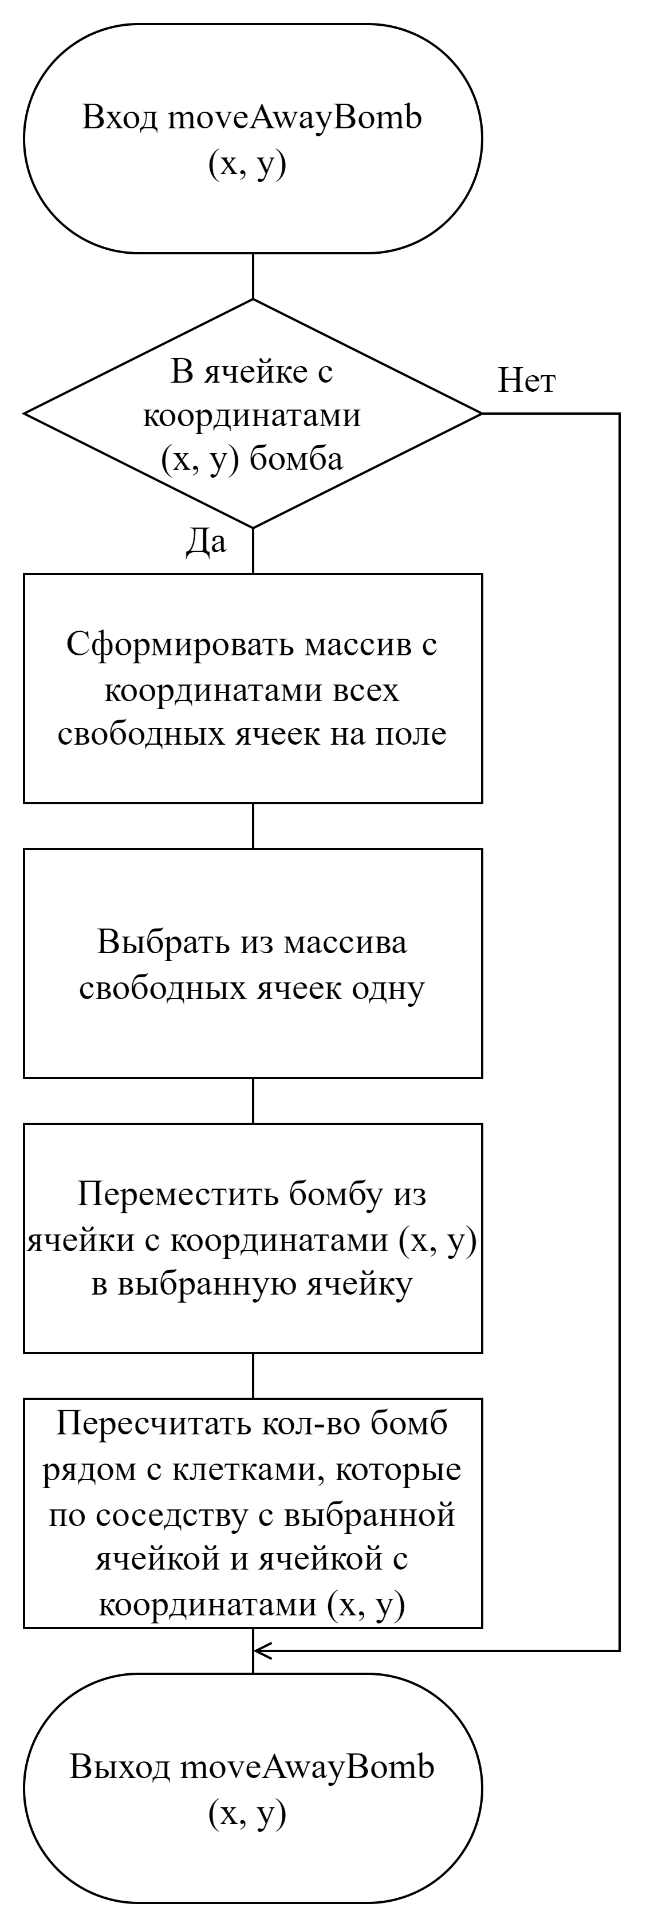 Вход moveAwayBomb
(x, y)
В ячейке с
координатами
(x, y) бомба
Нет
Да
Сформировать массив с
координатами всех
свободных ячеек на поле
Выбрать из массива
свободных ячеек одну
Переместить бомбу из
ячейки с координатами (x, y)
в выбранную ячейку
Пересчитать кол-во бомб
рядом с клетками, которые
по соседству с выбранной
ячейкой и ячейкой с
координатами (x, y)
Выход moveAwayBomb
(x, y)